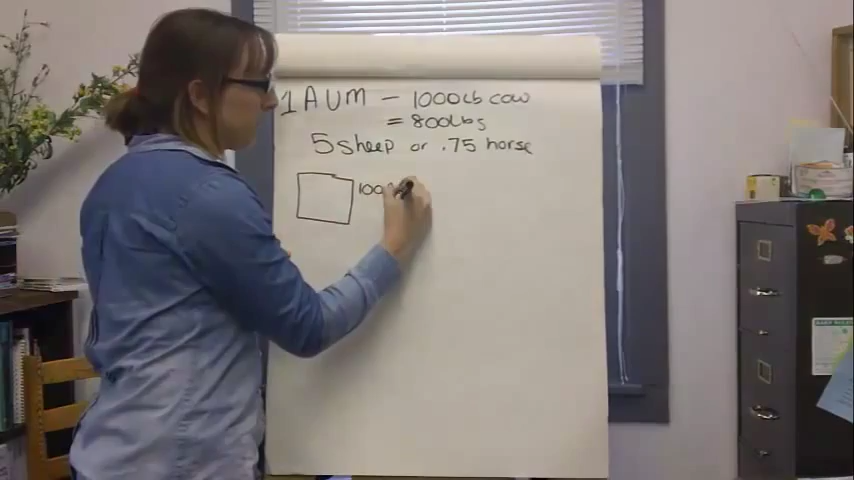 1 AUM - 1000lb cow
= 800Lbs
5 sheep or .75 horse
100